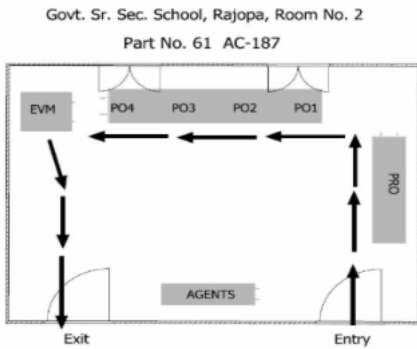 Govt. Sr. Sec. School, Rajopa, Room No. 2
Part No. 61 AC-187
EVM
PO4 PO3 PO2 PO1
PRO
AGENTS
Exit Entry